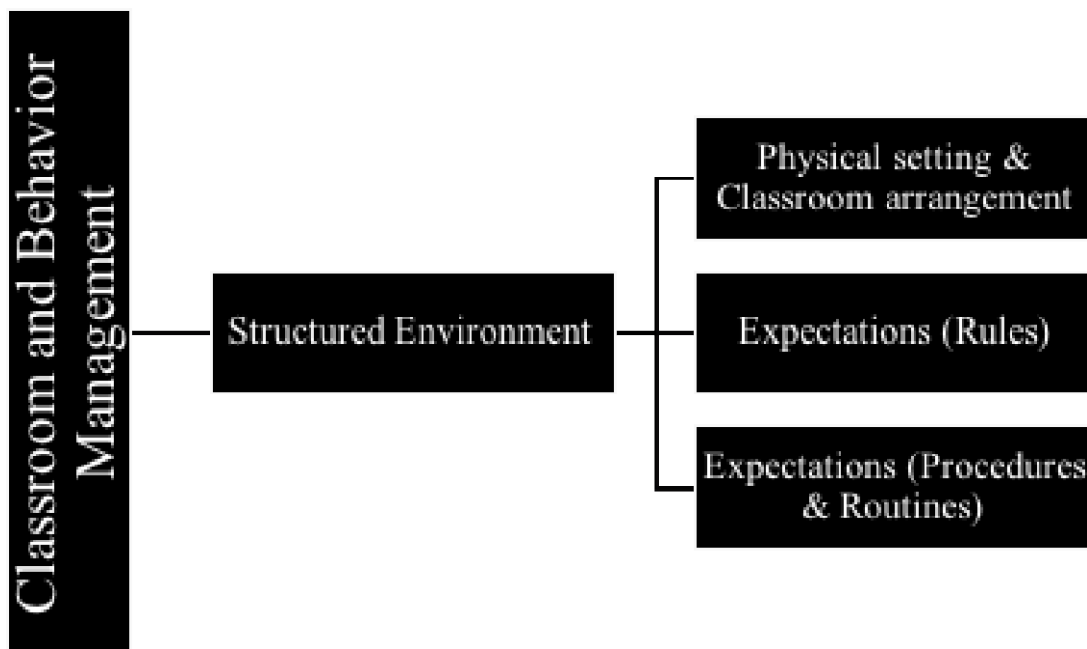 Classroom and Behavior
Management
Structured Environment
Physical setting &
Classroom arrangement
Expectations (Rules)
Expectations (Procedures
& Routines)